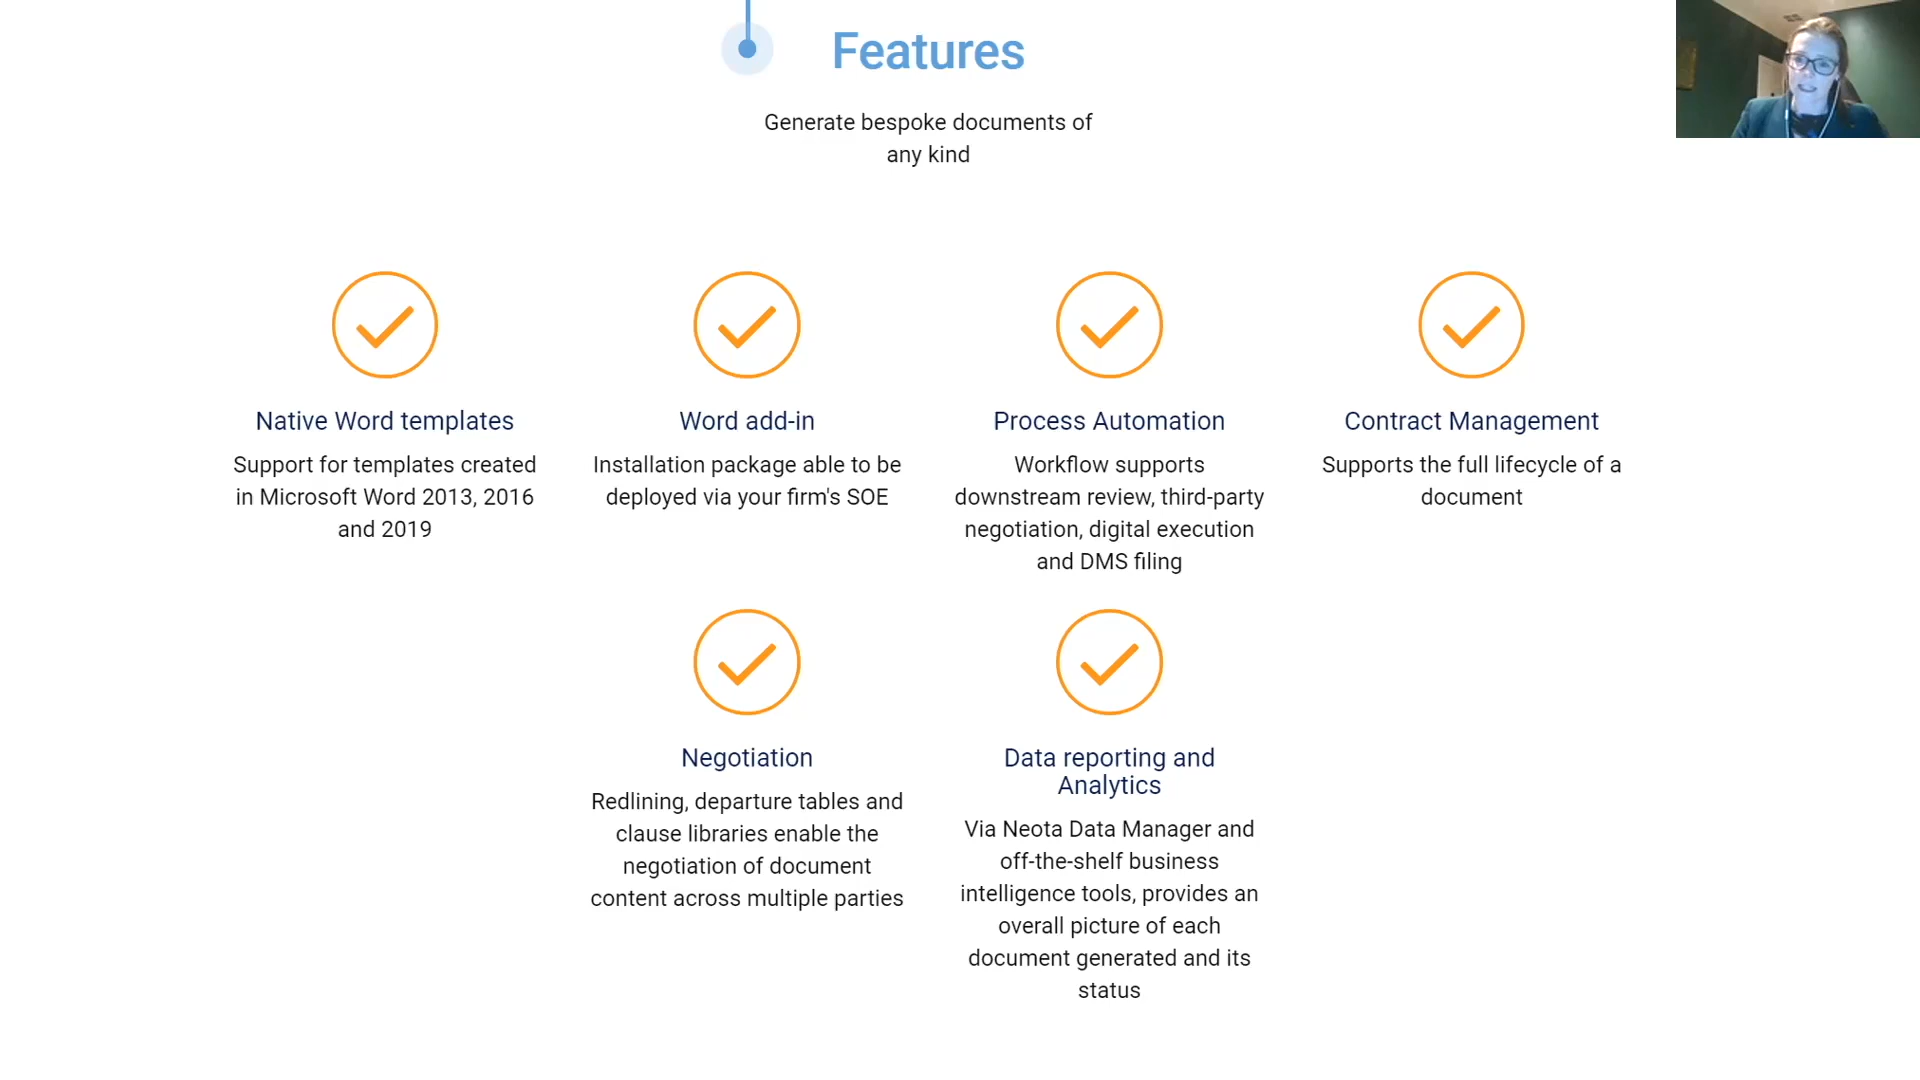 Features
Generate bespoke documents of
any kind
Native Word templates
Support for templates created
in Microsoft Word 2013, 2016
and 2019
Word add-in
Installation package able to be
deployed via your firm's SOE
Process Automation
Workflow supports
downstream review, third-party
negotiation, digital execution
and DMS filing
Contract Management
Supports the full lifecycle of a
document
Negotiation
Redlining, departure tables and
clause libraries enable the
negotiation of document
content across multiple parties
Data reporting and
Analytics
Via Neota Data Manager and
off-the-shelf business
intelligence tools, provides an
overall picture of each
document generated and its
status